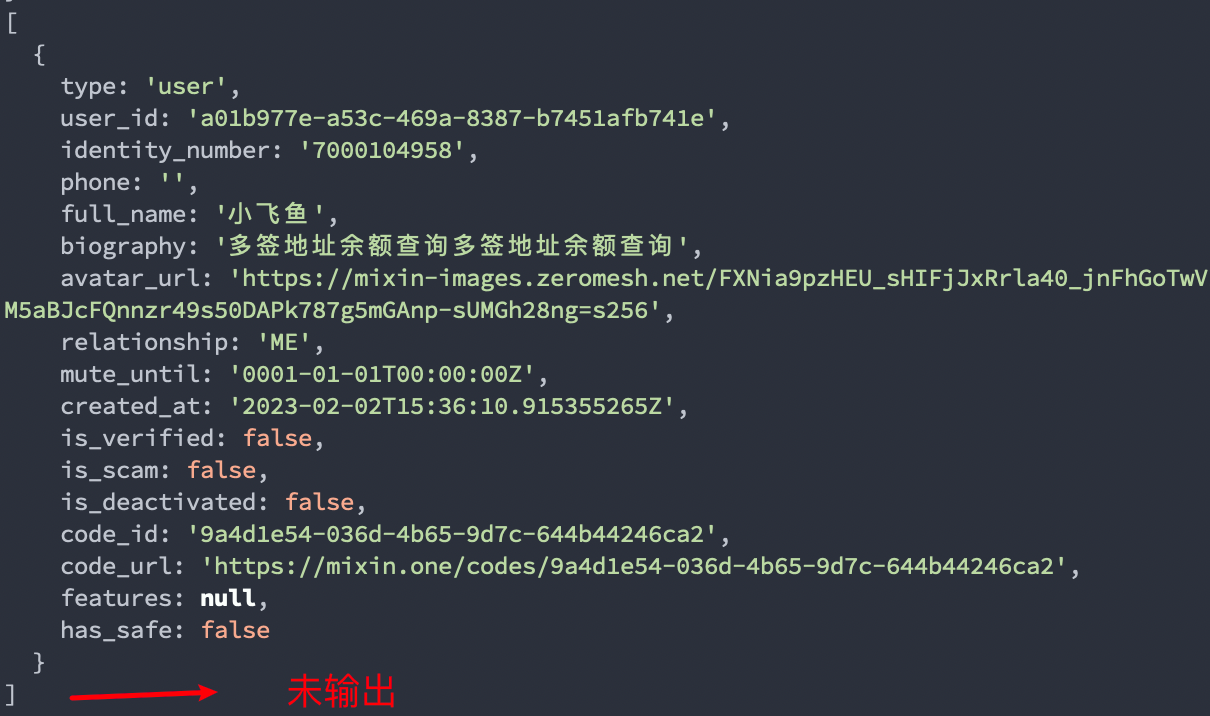 [
{
type: 'user',
user_id: 'a01b977e-a53c-469a-8387-b7451afb741e',
identity_number: '7000104958',
phone: '',
full_name: '小飞鱼',
biography: '多签地址余额查询多签地址余额查询',
avatar_url: 'https://mixin-images.zeromesh.net/FXNia9pzHEU_sHIFjJxRrla40_jnFhGoTwV
M5aBJcFQnnzr49s50DAPk787g5mGAnp-sUMGh28ng=s256',
relationship: 'ME',
mute_until: '0001-01-01T00:00:00Z',
created_at: '2023-02-02T15:36:10.915355265Z',
is_verified: false,
is_scam: false,
is_deactivated: false,
code_id: '9a4d1e54-036d-4b65-9d7c-644b44246ca2',
code_url: 'https://mixin.one/codes/9a4d1e54-036d-4b65-9d7c-644b44246ca2',
features: null,
has_safe: false
}
] 未输出